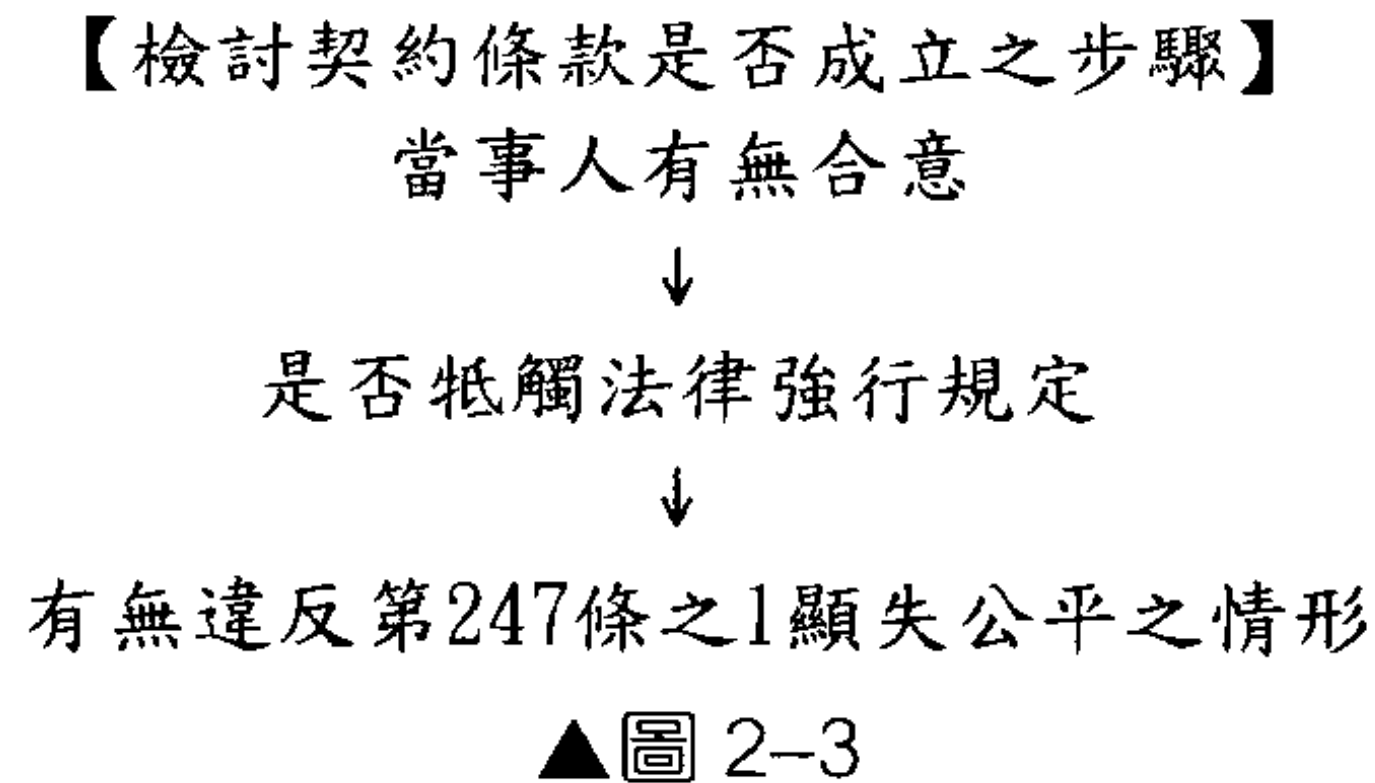 【檢討契約條款是否成立之步驟】
當事人有無合意
↓
是否牴觸法律強行規定
↓
有無違反第247條之1顯失公平之情形
▲圖 2-3